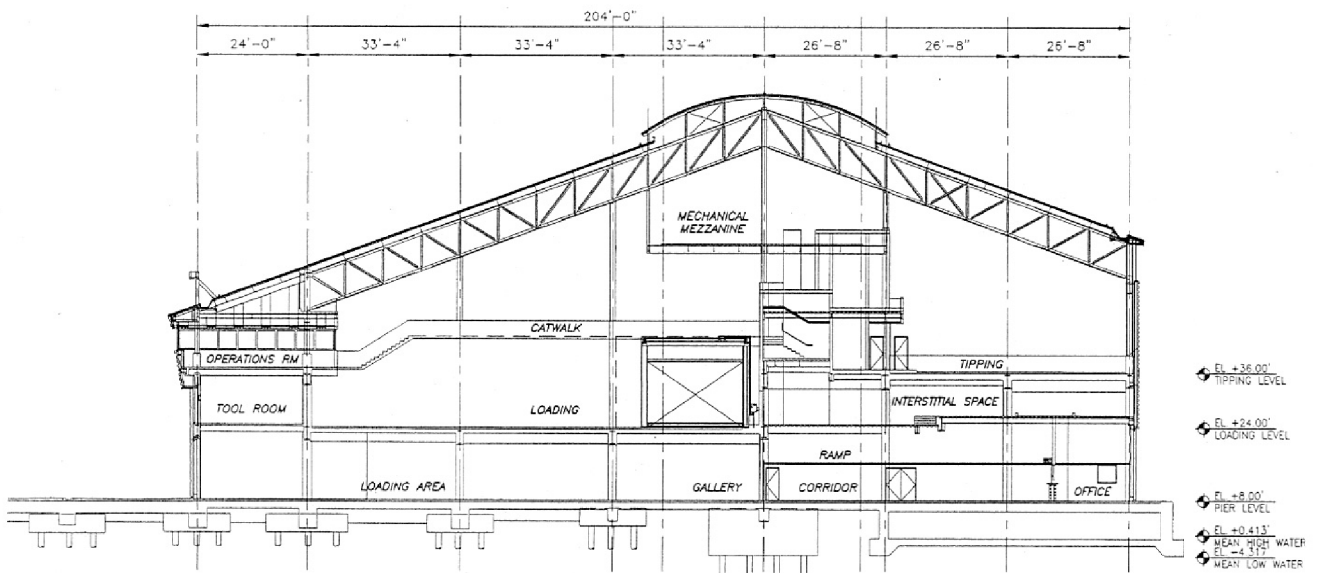 204'-0"
24'-0"
33'-4"
33'-4"
33'-4"
26'-8"
26'-8"
26'-8"
MECHANICAL
MEZZANINE
CATWALK
OPERATIONS RM
TIPPING
EL +36.00'
TIPPING LEVEL
TOOL ROOM
LOADING
INTERSTITIAL SPACE
EL +24.00'
LOADING LEVEL
RAMP
LOADING AREA
GALLERY
CORRIDOR
OFFICE
EL +8.00'
PIER LEVEL
EL +0.413'
MEAN HIGH WATER
EL -4.317'
MEAN LOW WATER